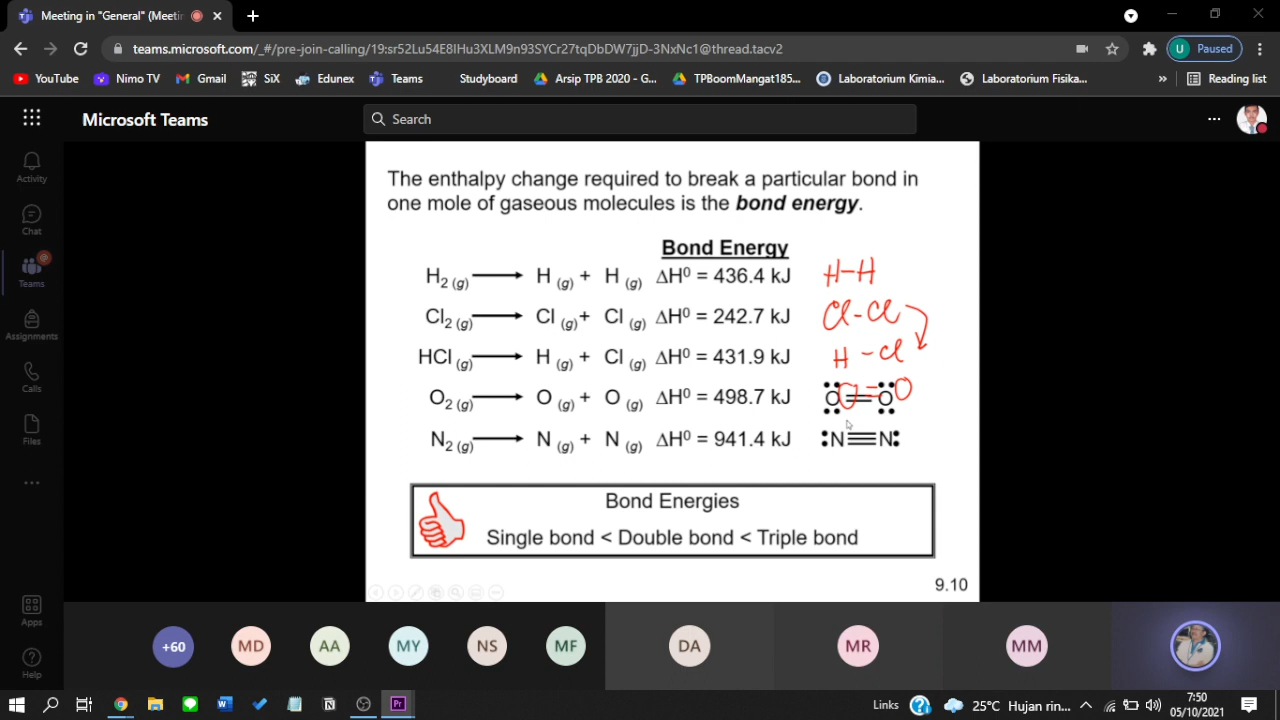 Meeting in "General" (Meetin
teams.microsoft.com/_#/pre-join-calling/19:sr52Lu54E8IHu3XLM9n93SYCr27tqDbDW7jjD-3NxNc1@thread.tacv2
U Paused
YouTube Nimo TV Gmail SIX Edunex Teams Studyboard Arsip TPB 2020 - G... TPBromMangat185... Laboratorium Kimia... Laboratorium Fisika... » Reading list
Microsoft Teams
Search
Activity
Chat
Teams
Assignments
Calls
Files
Apps
Help
The enthalpy change required to break a particular bond in
one mole of gaseous molecules is the bond energy.
Bond Energy
H2 (g) → H (g) + H (g) ΔH0 = 436.4 kJ H-H
Cl2 (g) → Cl (g) + Cl (g) ΔH0 = 242.7 kJ Cl-Cl
HCl (g) → H (g) + Cl (g) ΔH0 = 431.9 kJ H-Cl
O2 (g) → O (g) + O (g) ΔH0 = 498.7 kJ O=O O=O
N2 (g) → N (g) + N (g) ΔH0 = 941.4 kJ :N≡N:
Bond Energies
Single bond < Double bond < Triple bond
9.10
+60 MD AA MY NS MF DA MR MM
Links 25°C Hujan rin... 7:50
05/10/2021